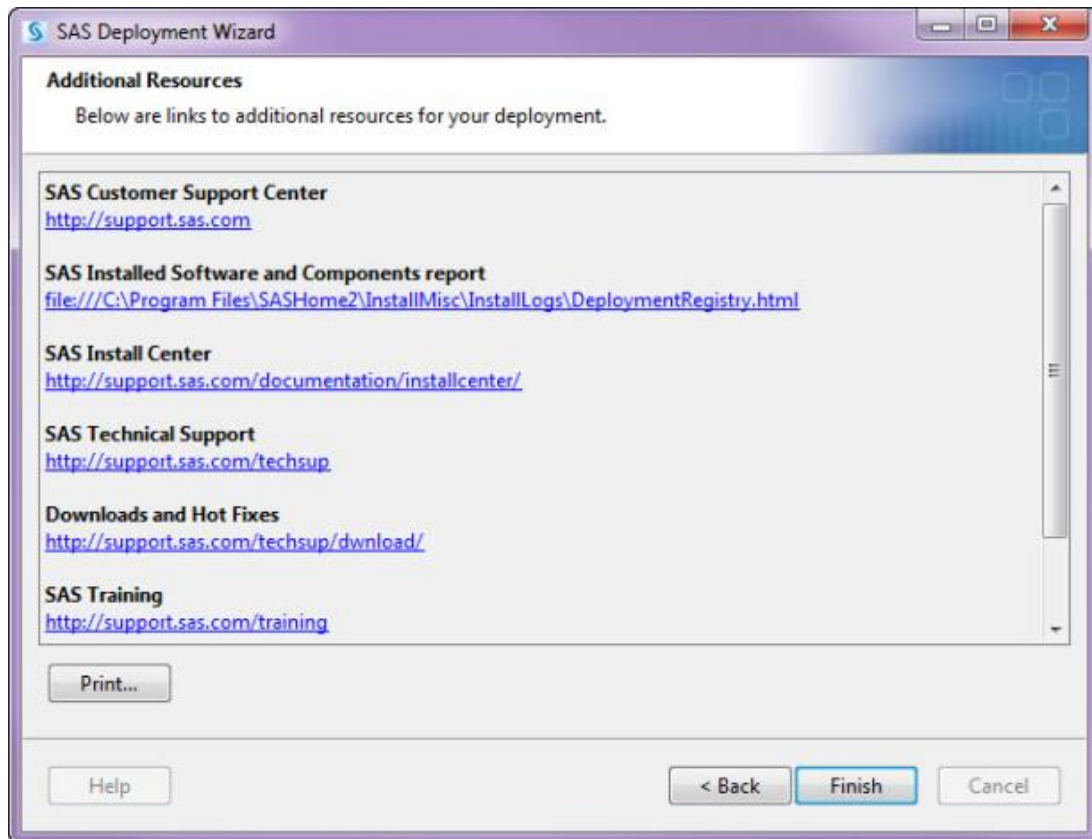 SAS Deployment Wizard
Additional Resources
Below are links to additional resources for your deployment.
SAS Customer Support Center
http://support.sas.com
SAS Installed Software and Components report
file:///C:\Program Files\SASHome2\InstallMisc\InstallLogs\DeploymentRegistry.html
SAS Install Center
http://support.sas.com/documentation/installcenter/
SAS Technical Support
http://support.sas.com/techsup
Downloads and Hot Fixes
http://support.sas.com/techsup/dwnload/
SAS Training
http://support.sas.com/training
Print...
Help
< Back
Finish
Cancel